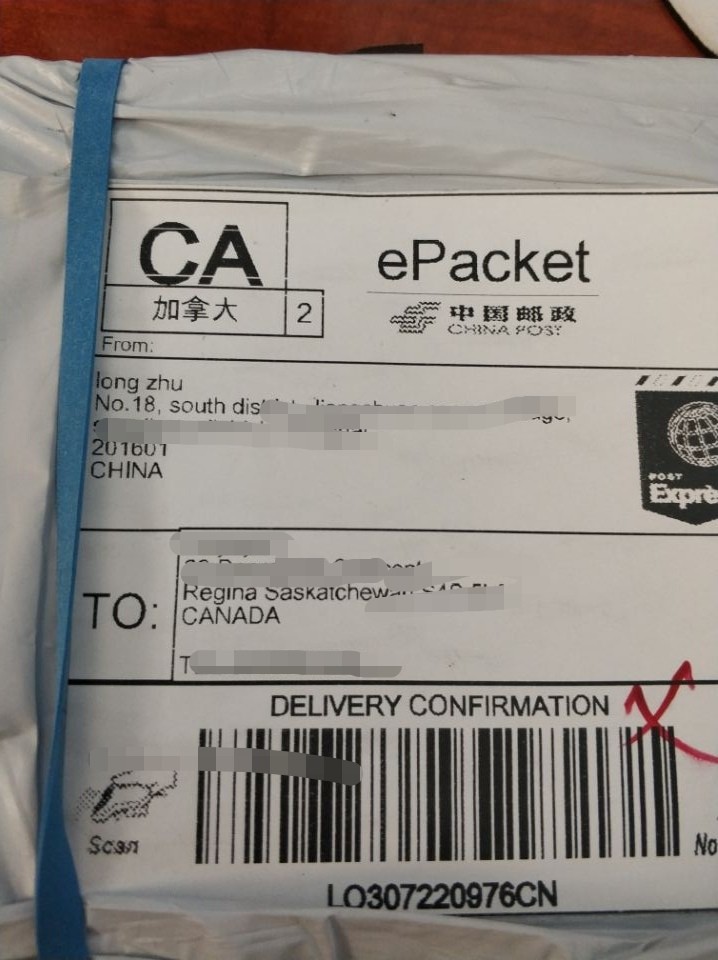 CA
加拿大 2
ePacket
中国邮政
CHINA POST
From:
long zhu
No.18, south
201601
CHINA
POST
Expre
TO:
Regina Saskatchewan
CANADA
T
DELIVERY CONFIRMATION
Scan
No
LO307220976CN